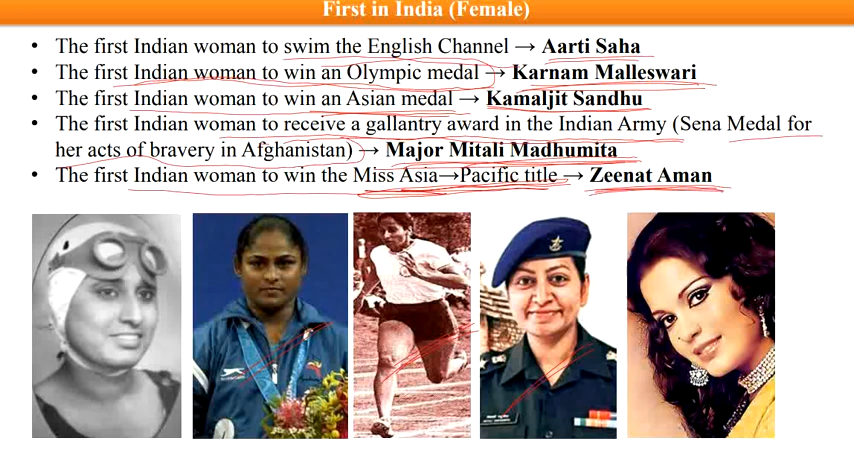 First in India (Female)
• The first Indian woman to swim the English Channel → Aarti Saha
• The first Indian woman to win an Olympic medal → Karnam Malleswari
• The first Indian woman to win an Asian medal → Kamaljit Sandhu
• The first Indian woman to receive a gallantry award in the Indian Army (Sena Medal for
her acts of bravery in Afghanistan) → Major Mitali Madhumita
• The first Indian woman to win the Miss Asia→Pacific title → Zeenat Aman